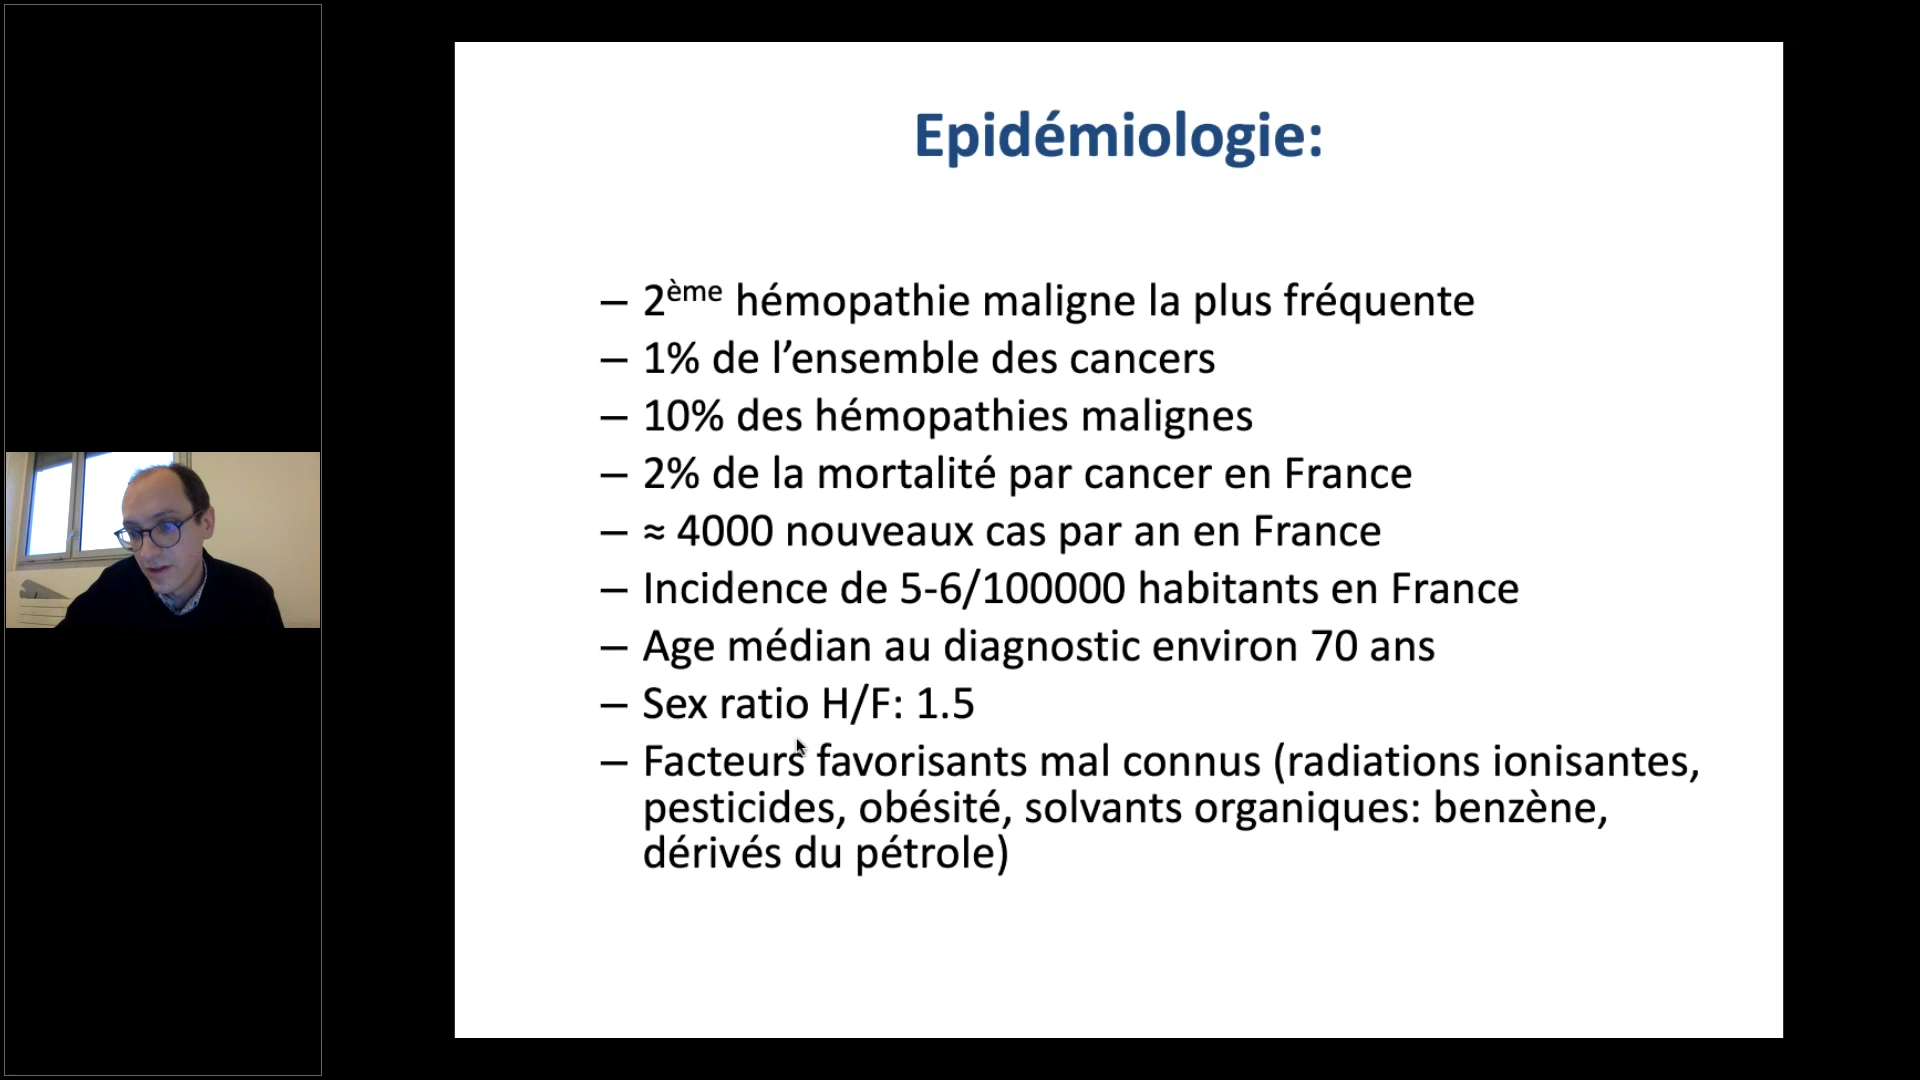 Epidémiologie:
– 2ème hémopathie maligne la plus fréquente
– 1% de l’ensemble des cancers
– 10% des hémopathies malignes
– 2% de la mortalité par cancer en France
– ≈ 4000 nouveaux cas par an en France
– Incidence de 5-6/100000 habitants en France
– Age médian au diagnostic environ 70 ans
– Sex ratio H/F: 1.5
– Facteurs favorisants mal connus (radiations ionisantes,
pesticides, obésité, solvants organiques: benzène,
dérivés du pétrole)